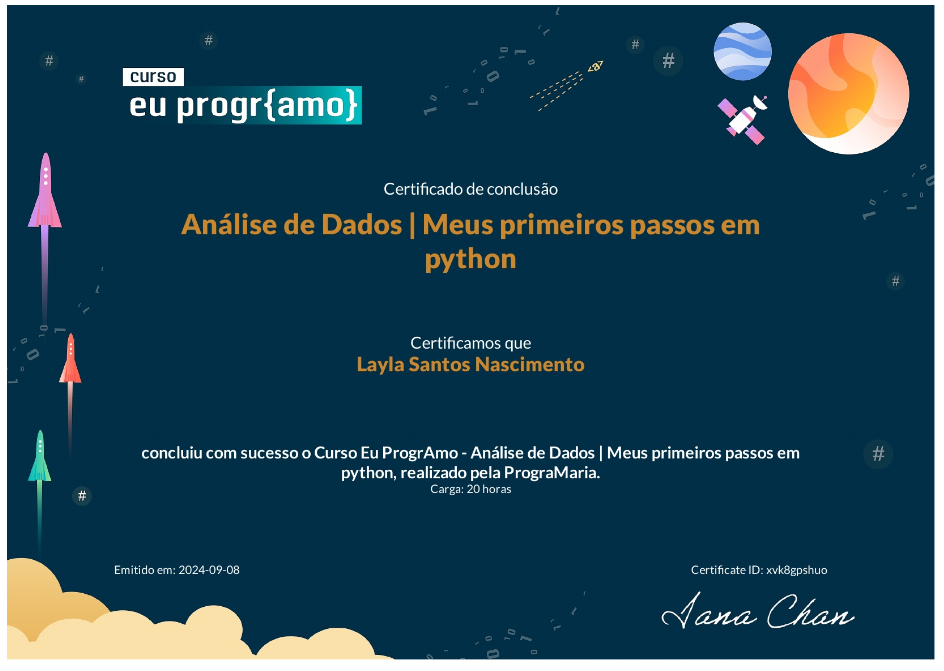 curso
eu progr{amo}
Certificado de conclusão
Análise de Dados | Meus primeiros passos em
python
Certificamos que
Layla Santos Nascimento
concluiu com sucesso o Curso Eu ProgrAmo - Análise de Dados | Meus primeiros passos em
python, realizado pela PrograMaria.
Carga: 20 horas
Emitido em: 2024-09-08
Certificate ID: xvk8gpshuo
Iana Chan